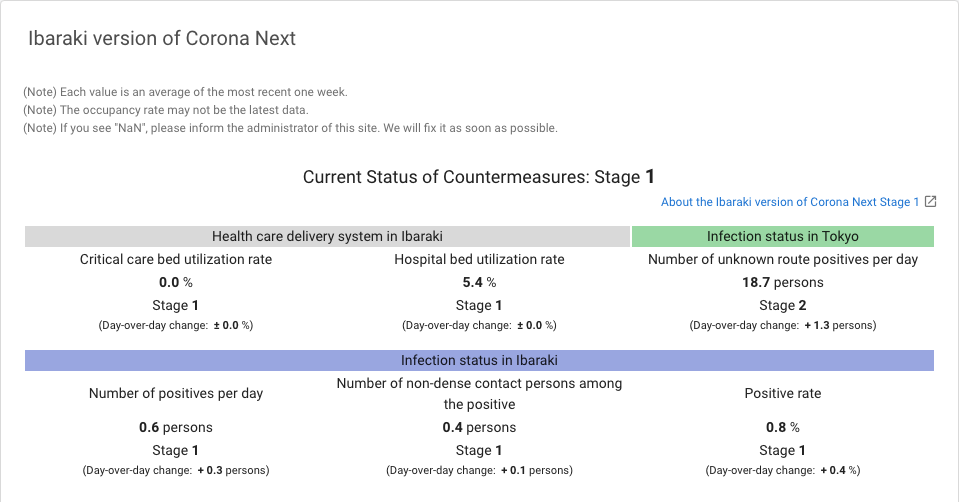 Ibaraki version of Corona Next
(Note) Each value is an average of the most recent one week.
(Note) The occupancy rate may not be the latest data.
(Note) If you see "NaN", please inform the administrator of this site. We will fix it as soon as possible.
Current Status of Countermeasures: Stage 1
About the Ibaraki version of Corona Next Stage 1
Health care delivery system in Ibaraki
Infection status in Tokyo
Critical care bed utilization rate
Hospital bed utilization rate
Number of unknown route positives per day
0.0 %
5.4 %
18.7 persons
Stage 1
Stage 1
Stage 2
(Day-over-day change: ± 0.0 %)
(Day-over-day change: ± 0.0 %)
(Day-over-day change: + 1.3 persons)
Infection status in Ibaraki
Number of positives per day
Number of non-dense contact persons among
the positive
Positive rate
0.6 persons
0.4 persons
0.8 %
Stage 1
Stage 1
Stage 1
(Day-over-day change: + 0.3 persons)
(Day-over-day change: + 0.1 persons)
(Day-over-day change: + 0.4 %)